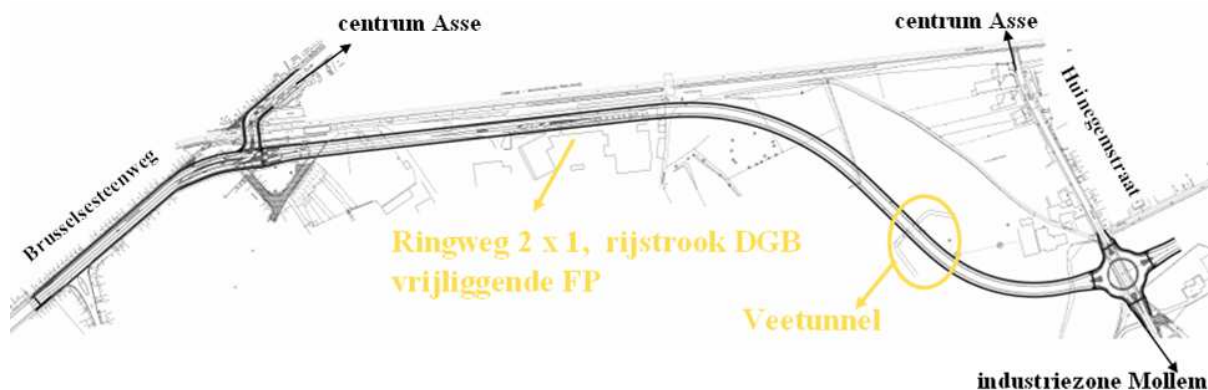 centrum Asse
centrum Asse
Huinegemstraat
Brusselsesteenweg
Ringweg 2 x 1, rijstrook DGB
vrijliggende FP
Veetunnel
industriezone Mollem